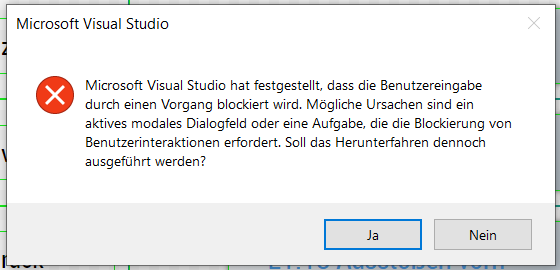 Microsoft Visual Studio
Microsoft Visual Studio hat festgestellt, dass die Benutzereingabe
durch einen Vorgang blockiert wird. Mögliche Ursachen sind ein
aktives modales Dialogfeld oder eine Aufgabe, die die Blockierung von
Benutzerinteraktionen erfordert. Soll das Herunterfahren dennoch
ausgeführt werden?
Ja
Nein